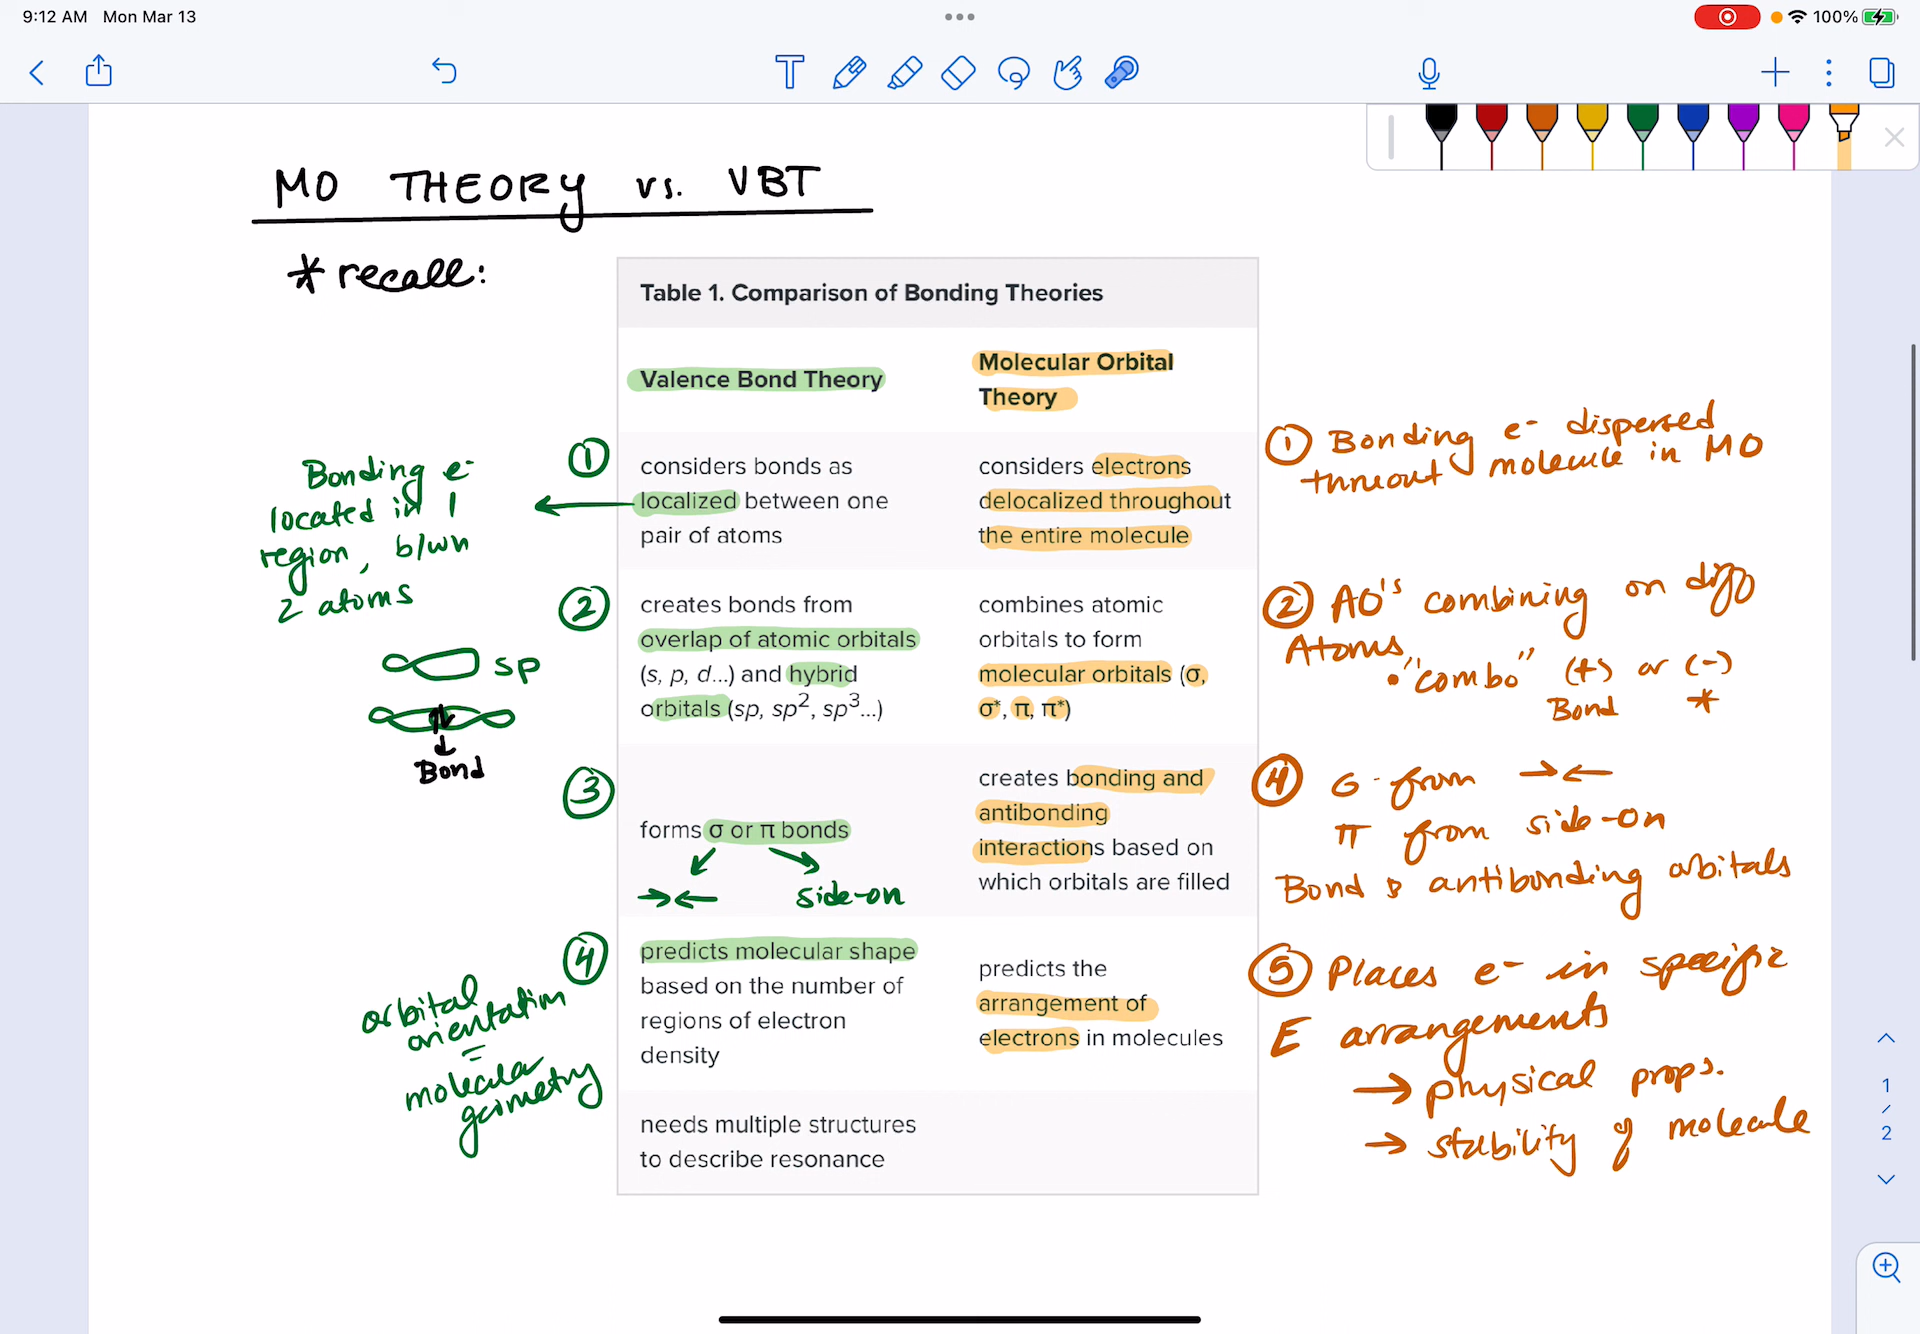 9:12 AM Mon Mar 13
100%
MO THEORY vs. VBT
* recall:
Table 1. Comparison of Bonding Theories
Valence Bond Theory
Molecular Orbital
Theory
①
considers bonds as
localized between one
pair of atoms
considers electrons
delocalized throughout
the entire molecule
Bonding e-
located in 1
region, b/wn
2 atoms
① Bonding e- dispersed
thruout molecule in MO
②
creates bonds from
overlap of atomic orbitals
(s, p, d...) and hybrid
orbitals (sp, sp², sp³...)
combines atomic
orbitals to form
molecular orbitals (σ,
σ*, π, π*)
sp
Bond
② AO's combining on diff
Atoms
• "combo" (+) or (-)
Bond *
③
forms σ or π bonds
→← side-on
creates bonding and
antibonding
interactions based on
which orbitals are filled
④ σ from →←
π from side-on
Bond & antibonding orbitals
④
predicts molecular shape
based on the number of
regions of electron
density
predicts the
arrangement of
electrons in molecules
orbital
orientation
=
molecular
geometry
⑤ Places e- in specific
E arrangements
→ physical props.
→ stability of molecule
needs multiple structures
to describe resonance
1
/
2